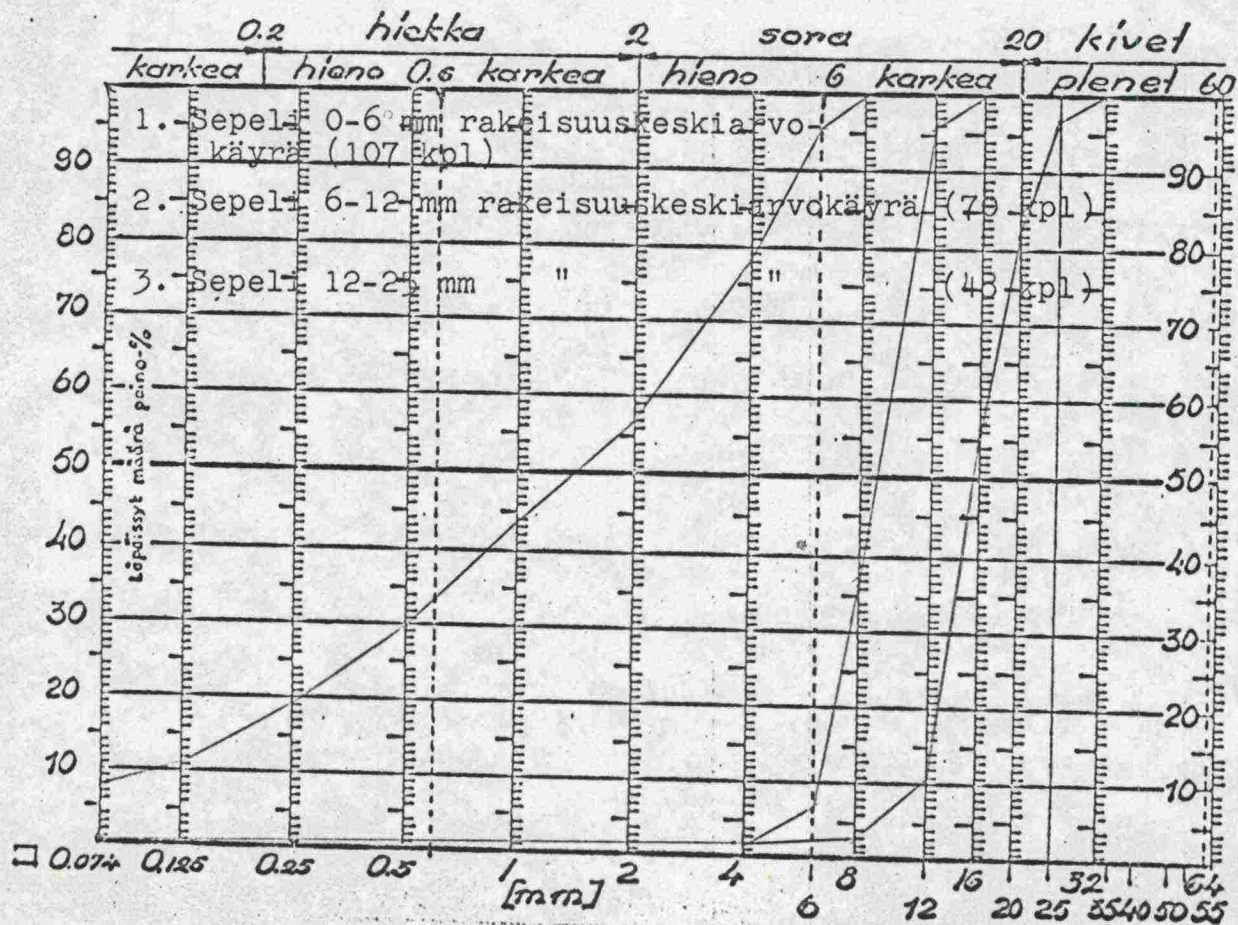 0.2 hiekka 2 sora 20 kivet
karkea hieno 0.6 karkea hieno 6 karkea pienet 60
1. Sepeli 0-6 mm rakeisuuskeskiarvo-
käyrä (107 kpl)
2. Sepeli 6-12 mm rakeisuuskeskiarvokäyrä (70 kpl)
3. Sepeli 12-25 mm " " (48 kpl)
Läpäissyt määrä paino-%
90
80
70
60
50
40
30
20
10
90
80
70
60
50
40
30
20
10
0.074 0.125 0.25 0.5 1 2 4 8 16 32 64
[mm] 6 12 20 25 35 40 50 55